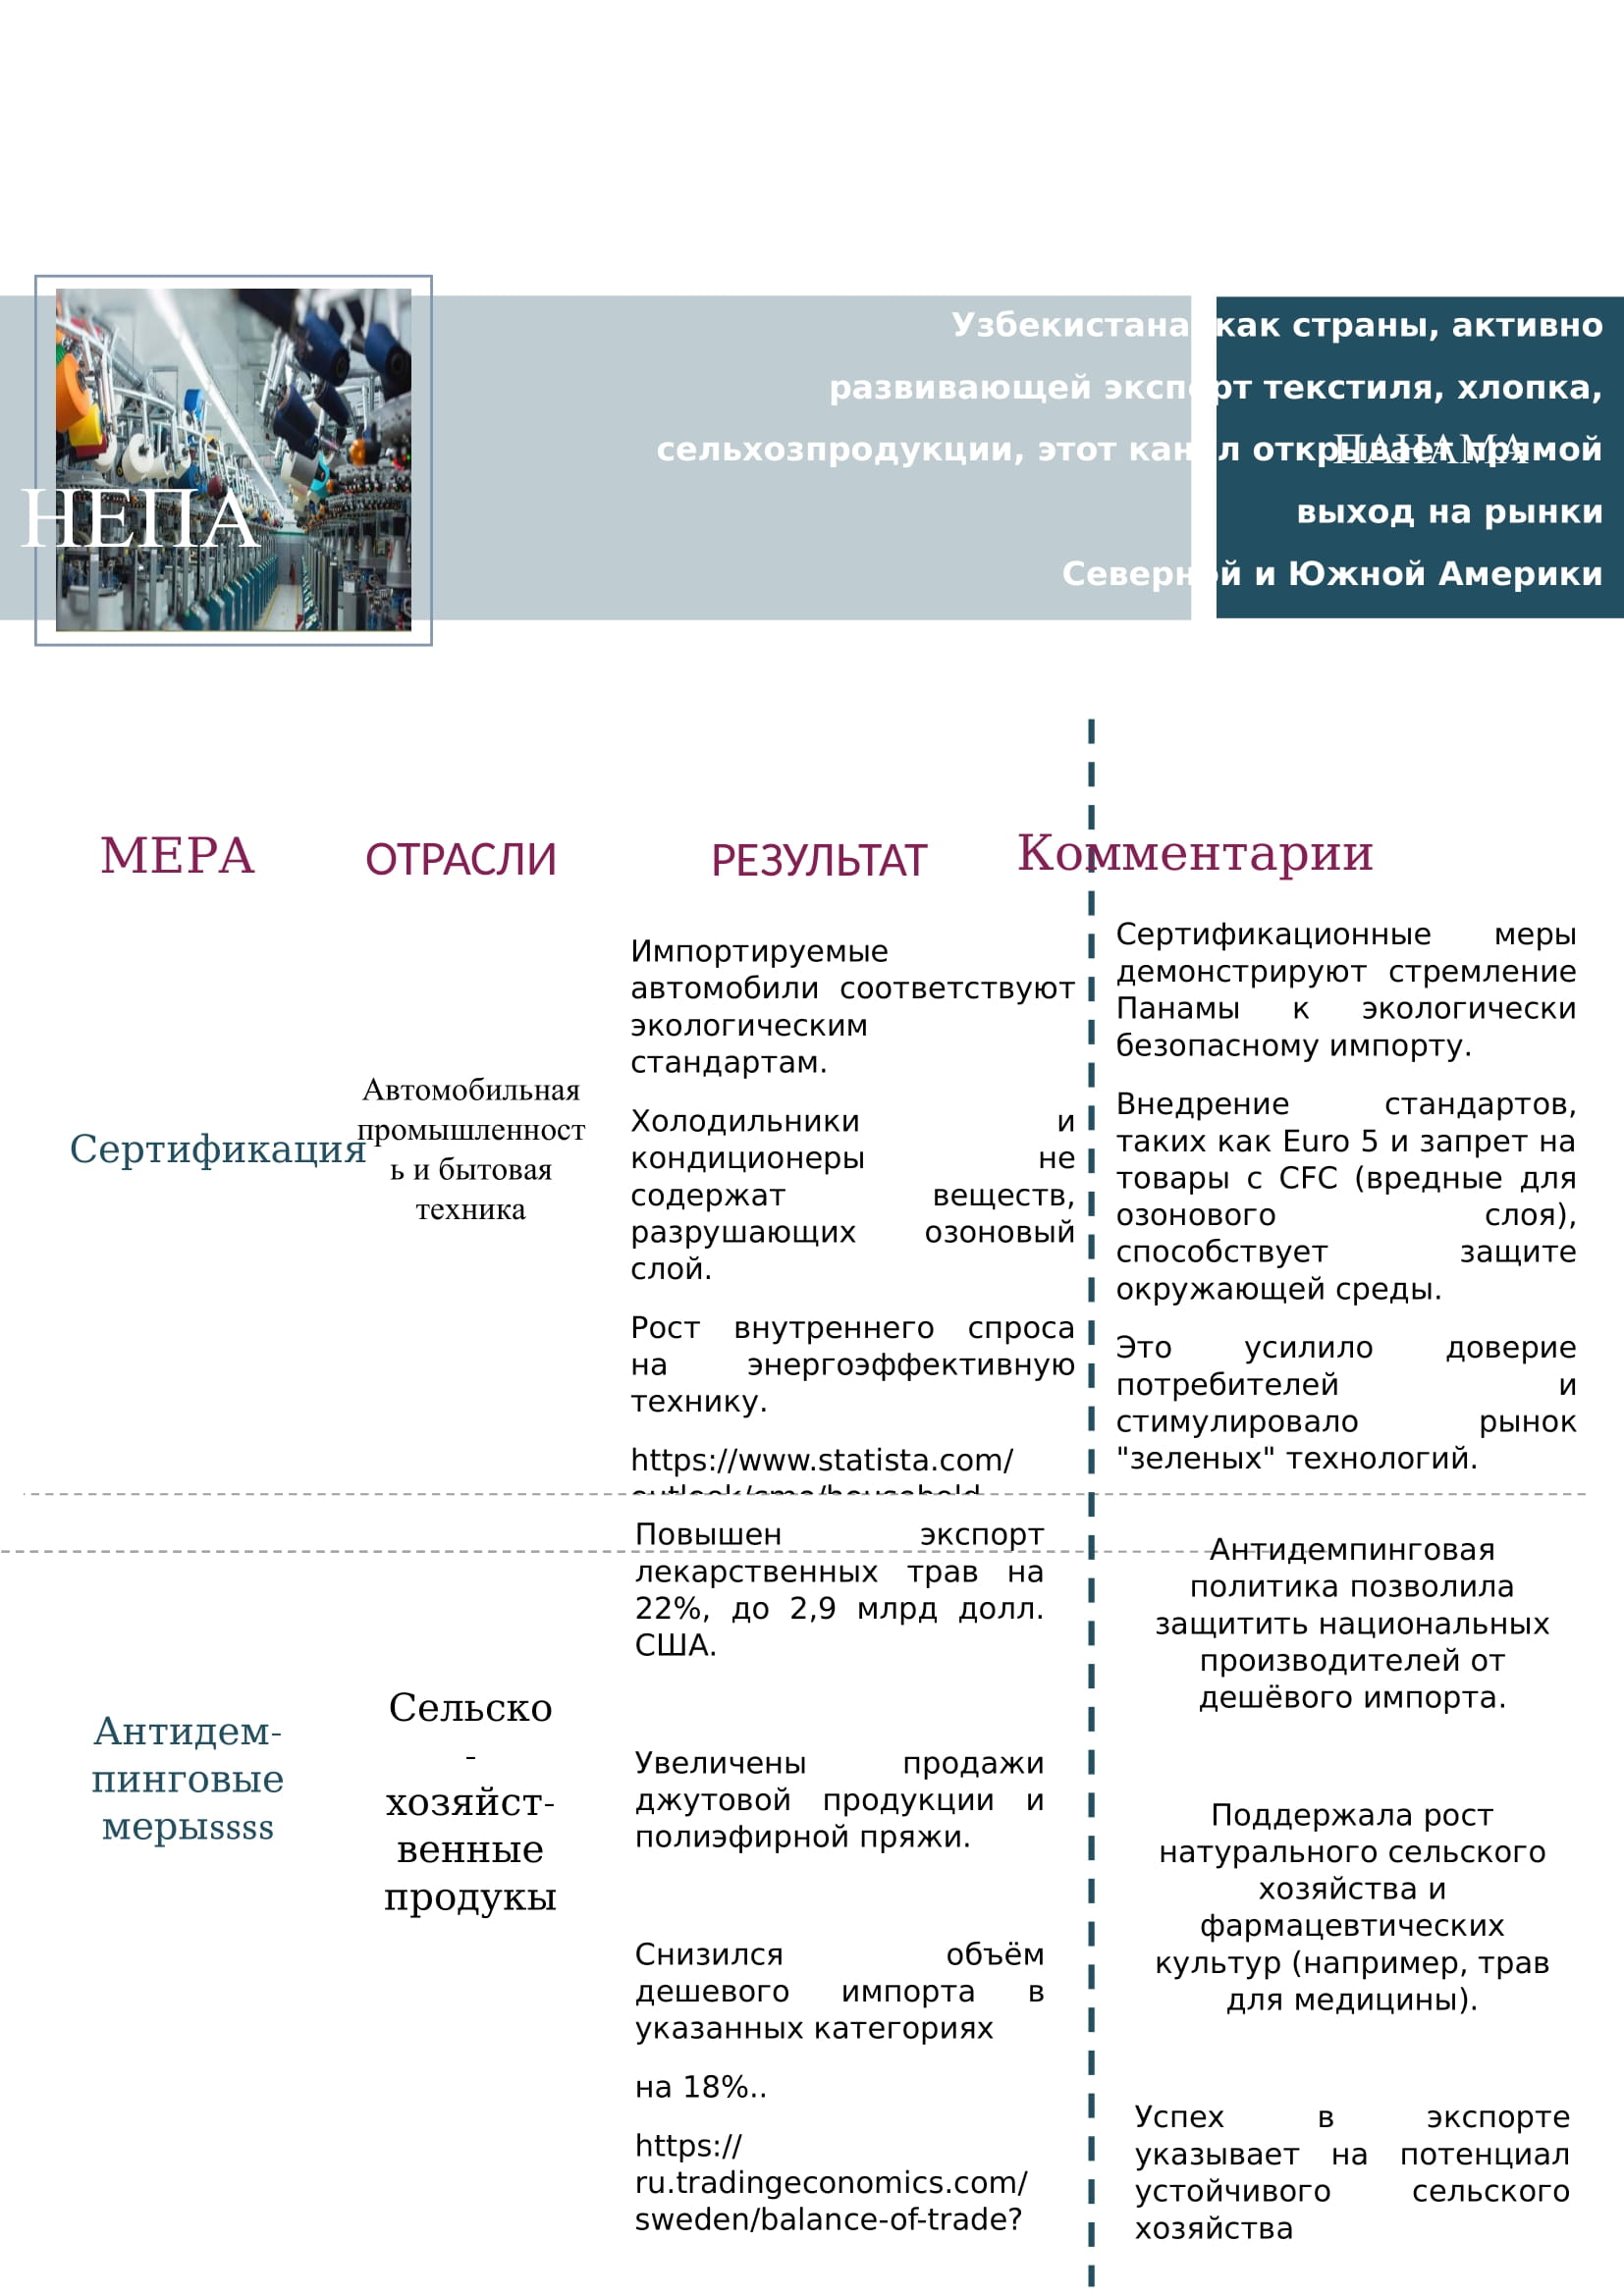 Узбекистана, как страны, активно
развивающей экспорт текстиля, хлопка,
сельхозпродукции, этот канал открывает прямой
выход на рынки
Северной и Южной Америки
ПАНАМА
НЕПА
МЕРА
ОТРАСЛИ
РЕЗУЛЬТАТ
Комментарии
Сертификация
Автомобильная
промышленност
ь и бытовая
техника
Импортируемые
автомобили соответствуют
экологическим
стандартам.
Холодильники и
кондиционеры не
содержат веществ,
разрушающих озоновый
слой.
Рост внутреннего спроса
на энергоэффективную
технику.
https://www.statista.com/
outlook/cmo/household
Сертификационные меры
демонстрируют стремление
Панамы к экологически
безопасному импорту.
Внедрение стандартов,
таких как Euro 5 и запрет на
товары с CFC (вредные для
озонового слоя),
способствует защите
окружающей среды.
Это усилило доверие
потребителей и
стимулировало рынок
"зеленых" технологий.
Антидем-
пинговые
мерыssss
Сельско
-
хозяйст-
венные
продукы
Повышен экспорт
лекарственных трав на
22%, до 2,9 млрд долл.
США.
Увеличены продажи
джутовой продукции и
полиэфирной пряжи.
Снизился объём
дешевого импорта в
указанных категориях
на 18%..
https://
ru.tradingeconomics.com/
sweden/balance-of-trade?
Антидемпинговая
политика позволила
защитить национальных
производителей от
дешёвого импорта.
Поддержала рост
натурального сельского
хозяйства и
фармацевтических
культур (например, трав
для медицины).
Успех в экспорте
указывает на потенциал
устойчивого сельского
хозяйства